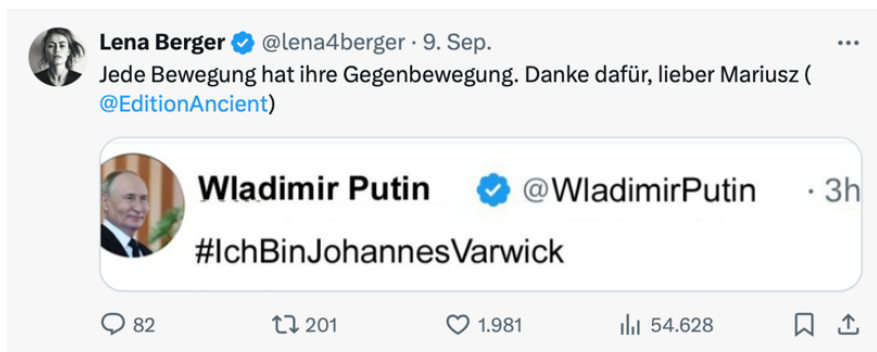 Lena Berger @lena4berger · 9. Sep.
Jede Bewegung hat ihre Gegenbewegung. Danke dafür, lieber Mariusz (
@EditionAncient)
Wladimir Putin @WladimirPutin · 3h
#IchBinJohannesVarwick
82 201 1.981 54.628